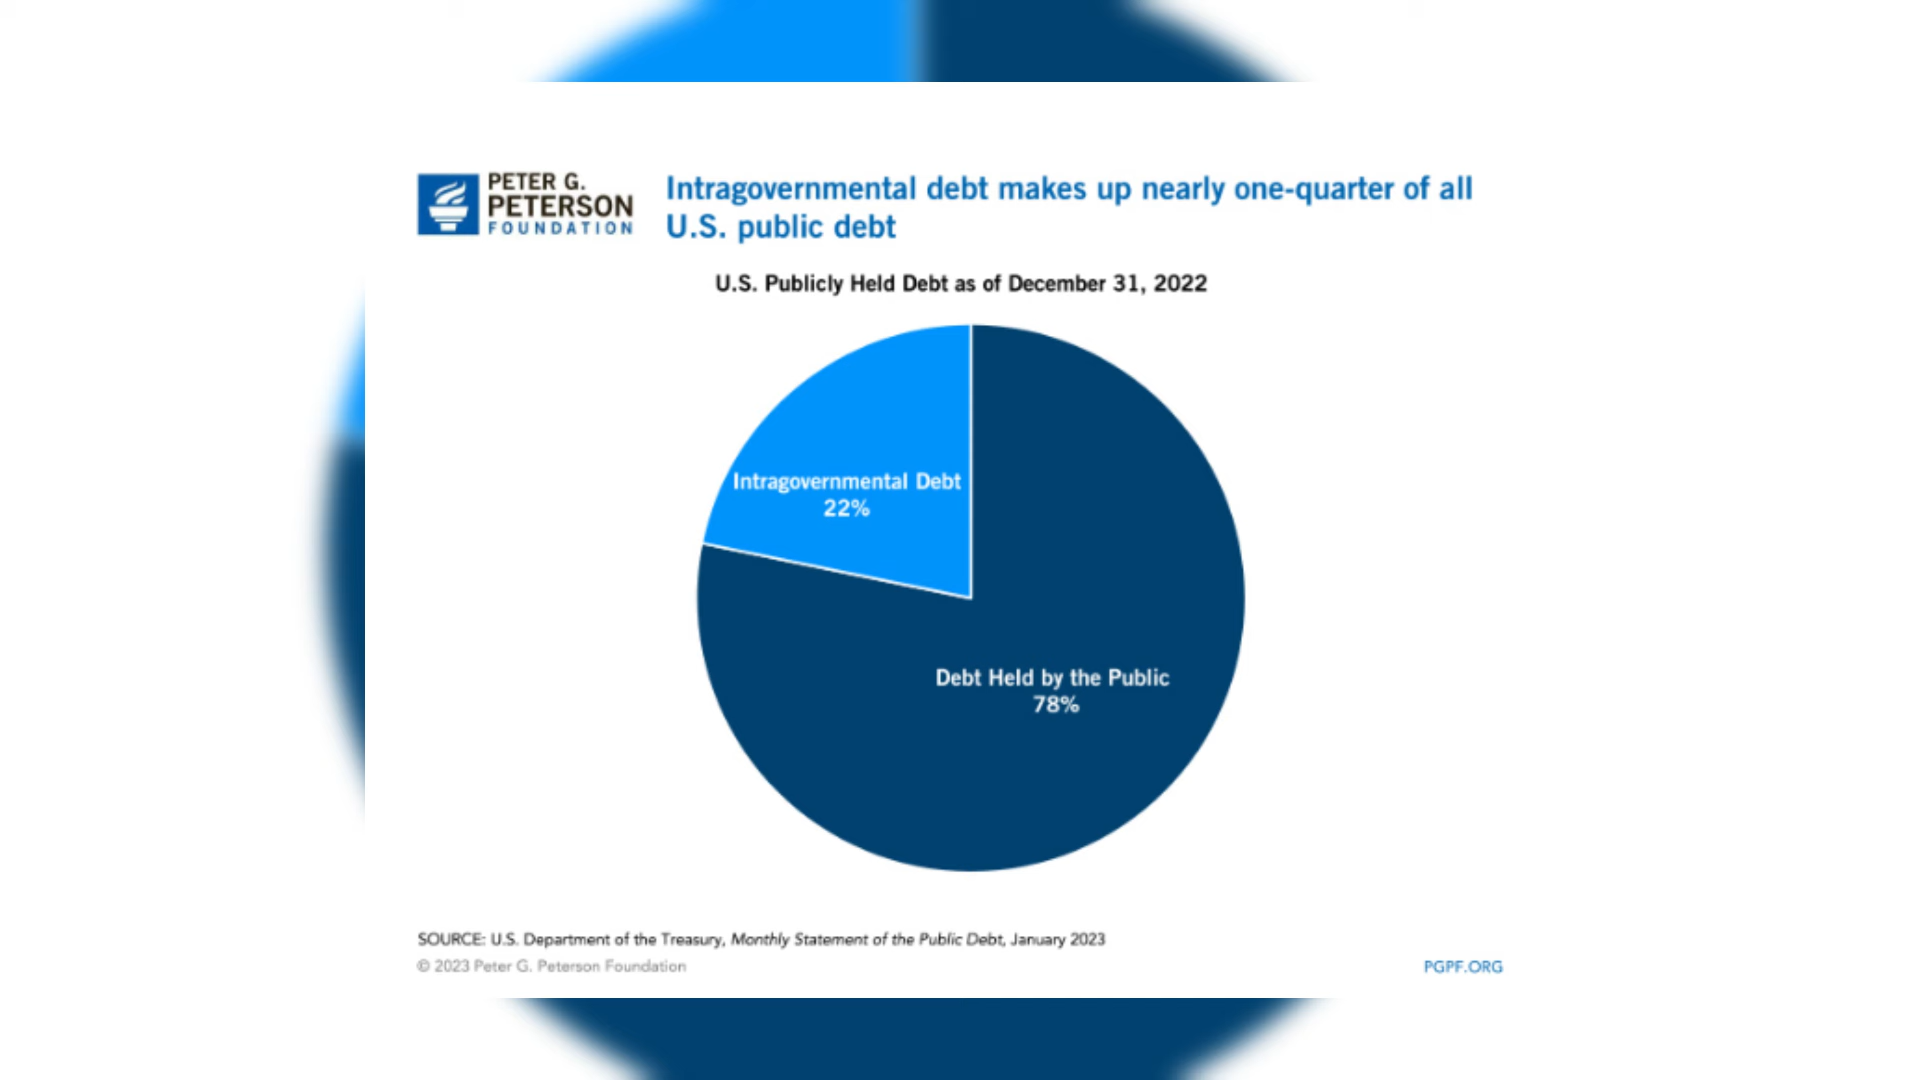 PETER G.
PETERSON
FOUNDATION
Intragovernmental debt makes up nearly one-quarter of all
U.S. public debt
U.S. Publicly Held Debt as of December 31, 2022
Intragovernmental Debt
22%
Debt Held by the Public
78%
SOURCE: U.S. Department of the Treasury, Monthly Statement of the Public Debt, January 2023
© 2023 Peter G. Peterson Foundation
PGPF.ORG